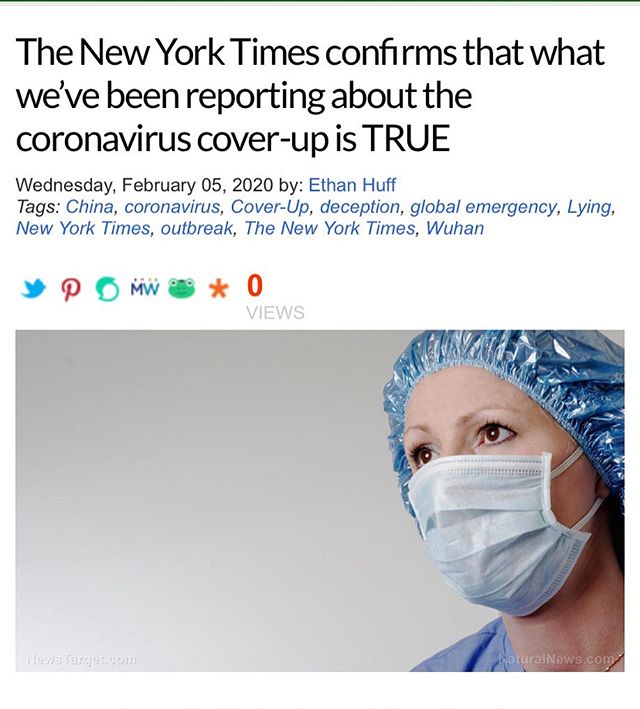 The New York Times confirms that what
we've been reporting about the
coronavirus cover-up is TRUE
Wednesday, February 05, 2020 by: Ethan Huff
Tags: China, coronavirus, Cover-Up, deception, global emergency, Lying,
New York Times, outbreak, The New York Times, Wuhan
MW 0
VIEWS
NewsTarget.com NaturalNews.com